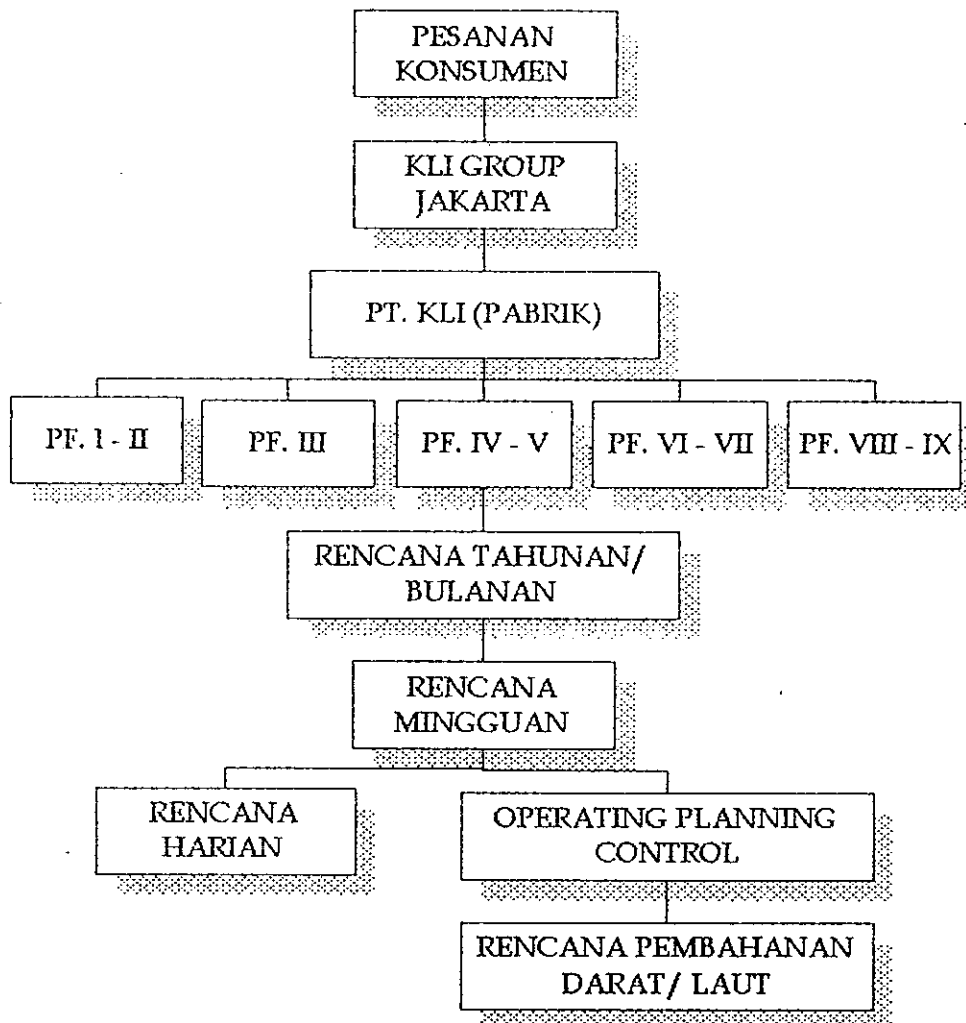 PESANAN
KONSUMEN
KLI GROUP
JAKARTA
PT. KLI (PABRIK)
PF. I - II
PF. III
PF. IV - V
PF. VI - VII
PF. VIII - IX
RENCANA TAHUNAN/
BULANAN
RENCANA
MINGGUAN
RENCANA
HARIAN
OPERATING PLANNING
CONTROL
RENCANA PEMBAHANAN
DARAT/ LAUT